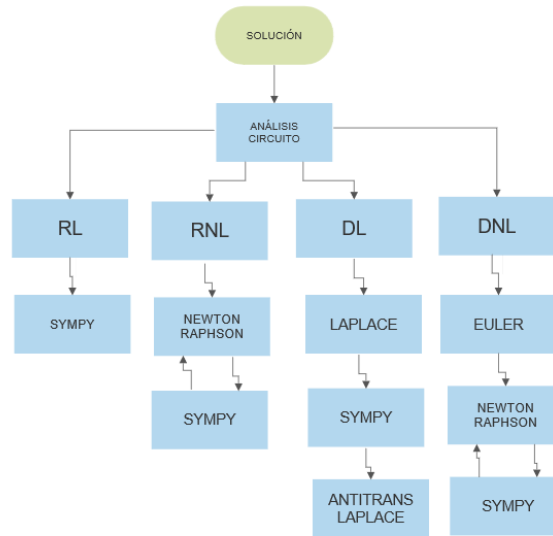 SOLUCIÓN
ANÁLISIS
CIRCUITO
RL
RNL
DL
DNL
SYMPY
NEWTON
RAPHSON
LAPLACE
EULER
SYMPY
SYMPY
NEWTON
RAPHSON
ANTITRANS
LAPLACE
SYMPY